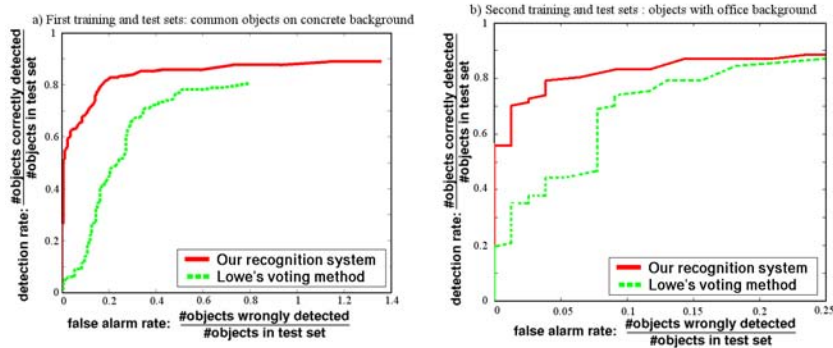 a) First training and test sets: common objects on concrete background
detection rate: #objects correctly detected / #objects in test set
1
0.8
0.6
0.4
0.2
0
0 0.2 0.4 0.6 0.8 1 1.2 1.4
Our recognition system
Lowe's voting method
false alarm rate: #objects wrongly detected / #objects in test set
b) Second training and test sets : objects with office background
detection rate: #objects correctly detected / #objects in test set
1
0.8
0.6
0.4
0.2
0
0 0.05 0.1 0.15 0.2 0.25
Our recognition system
Lowe's voting method
false alarm rate: #objects wrongly detected / #objects in test set